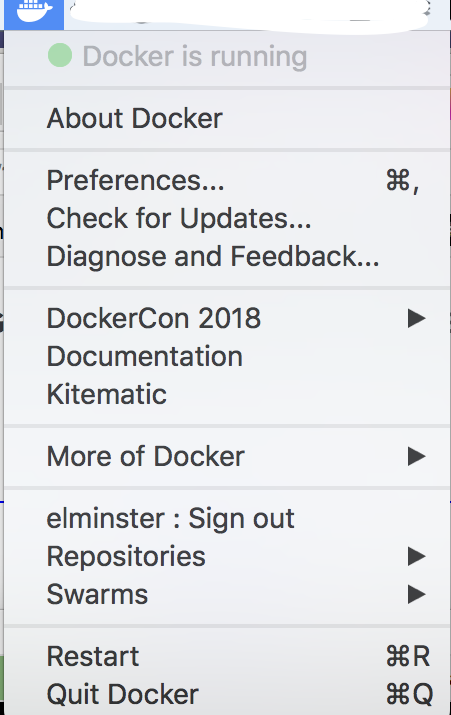 Docker is running
About Docker
Preferences... ⌘,
Check for Updates...
Diagnose and Feedback...
DockerCon 2018 ▶
Documentation
Kitematic
More of Docker ▶
elminster : Sign out
Repositories ▶
Swarms ▶
Restart ⌘R
Quit Docker ⌘Q